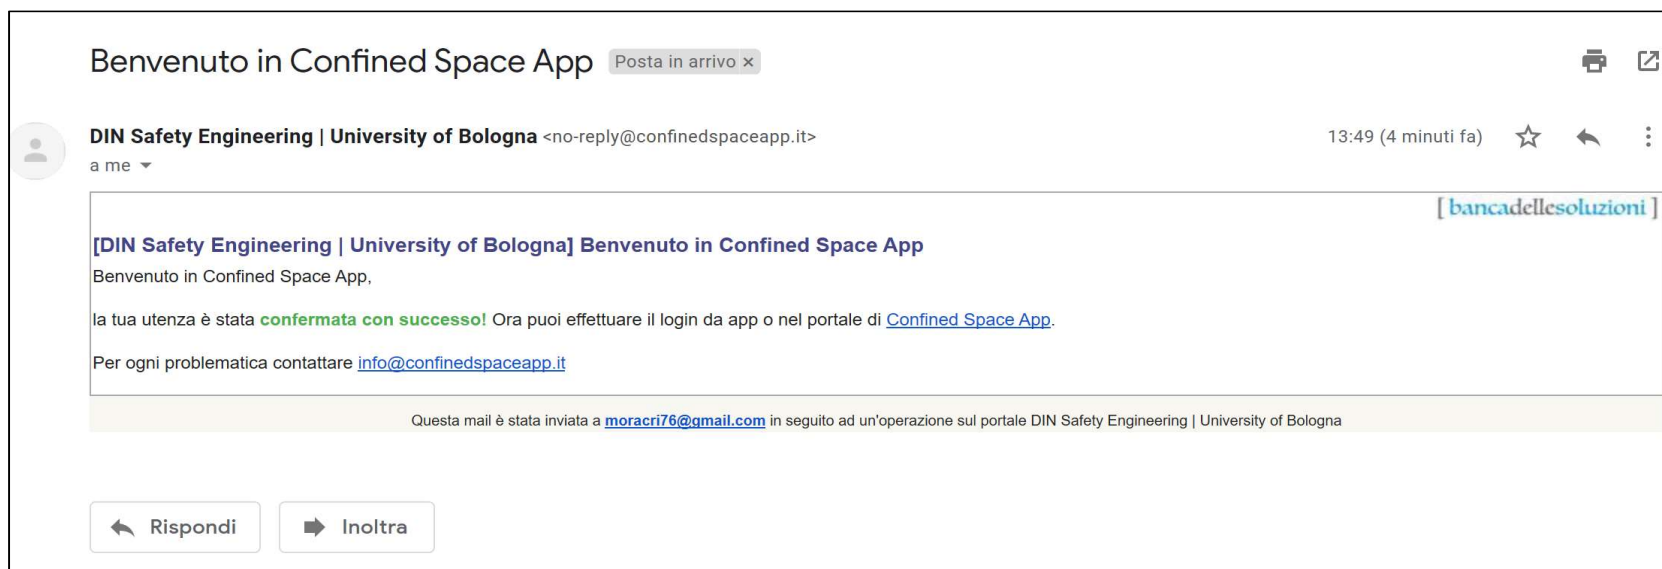 Benvenuto in Confined Space App Posta in arrivo x
DIN Safety Engineering | University of Bologna <no-reply@confinedspaceapp.it> 13:49 (4 minuti fa)
a me
[ bancadellesoluzioni ]
[DIN Safety Engineering | University of Bologna] Benvenuto in Confined Space App
Benvenuto in Confined Space App,
la tua utenza è stata confermata con successo! Ora puoi effettuare il login da app o nel portale di Confined Space App.
Per ogni problematica contattare info@confinedspaceapp.it
Questa mail è stata inviata a moracri76@gmail.com in seguito ad un'operazione sul portale DIN Safety Engineering | University of Bologna
Rispondi Inoltra